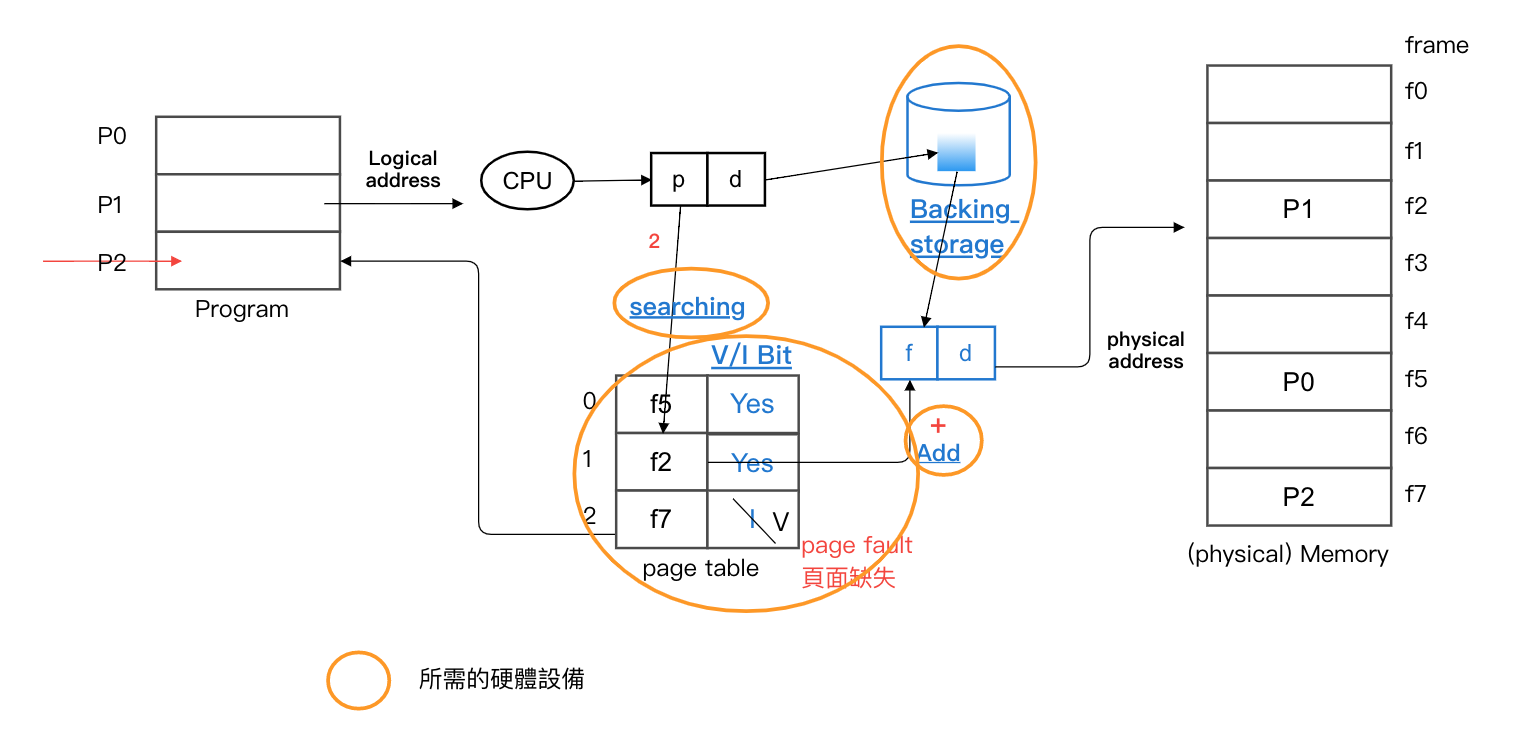 P0
P1
P2
Program
Logical
address
CPU
p
d
2
searching
Backing
storage
V/I Bit
0
f5
Yes
1
f2
Yes
2
f7
I
V
page table
page fault
頁面缺失
f
d
+
Add
physical
address
frame
f0
f1
P1
f2
f3
f4
P0
f5
f6
P2
f7
(physical) Memory
所需的硬體設備